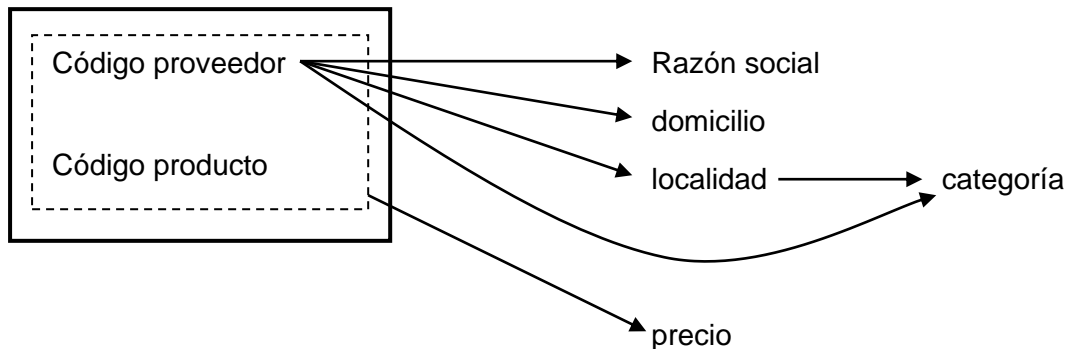 Código proveedor
Razón social
domicilio
Código producto
localidad
categoría
precio